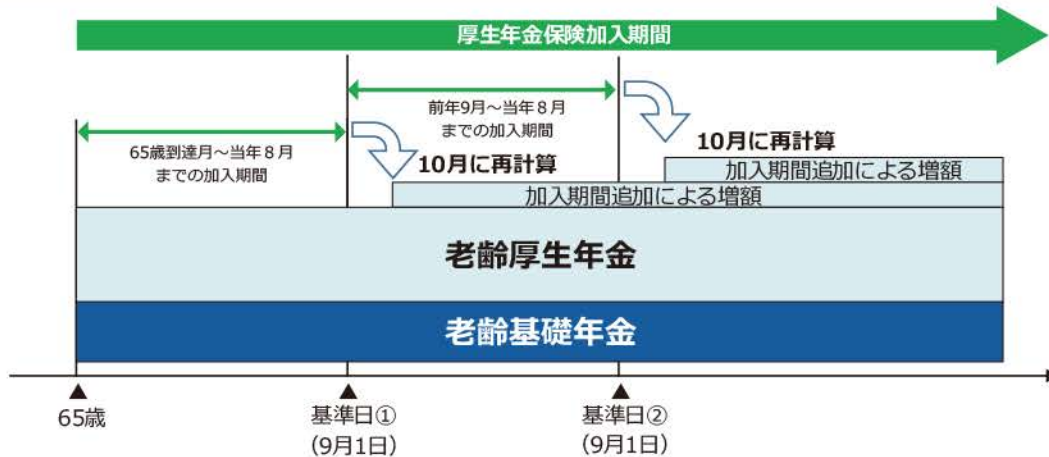 厚生年金保険加入期間
前年9月~当年8月
までの加入期間
65歳到達月~当年8月
までの加入期間
10月に再計算
10月に再計算
加入期間追加による増額
加入期間追加による増額
老齢厚生年金
老齢基礎年金
65歳
基準日①
(9月1日)
基準日②
(9月1日)